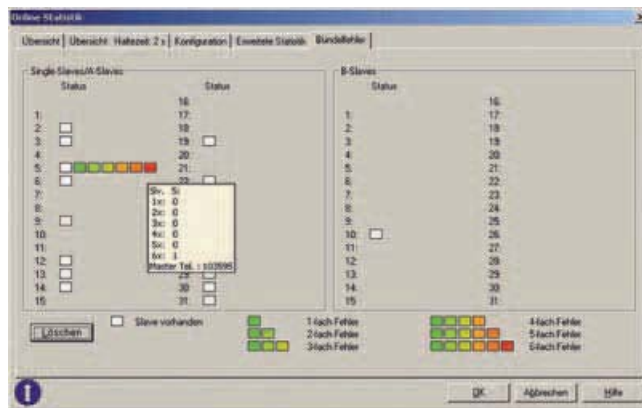 Online Statistik
Übersicht Übersicht: Haltezeit: 2 s Konfiguration Erweiterte Statistik Bündelfehler
Single Slaves/A-Slaves
Status Status
1:
2:
3:
4:
5:
6:
7:
8:
9:
10:
11:
12:
13:
14:
15:
16:
17:
18:
19:
20:
21:
22:
29:
30:
31:
Slv. 5:
1x: 0
2x: 0
3x: 0
4x: 0
5x: 0
6x: 1
Master Tel. : 103595
B-Slaves
Status
1:
2:
3:
4:
5:
6:
7:
8:
9:
10:
11:
12:
13:
14:
15:
16:
17:
18:
19:
20:
21:
22:
23:
24:
25:
26:
27:
28:
29:
30:
31:
Löschen
Slave vorhanden
1-fach Fehler
2-fach Fehler
3-fach Fehler
4-fach Fehler
5-fach Fehler
6-fach Fehler
OK Abbrechen Hilfe